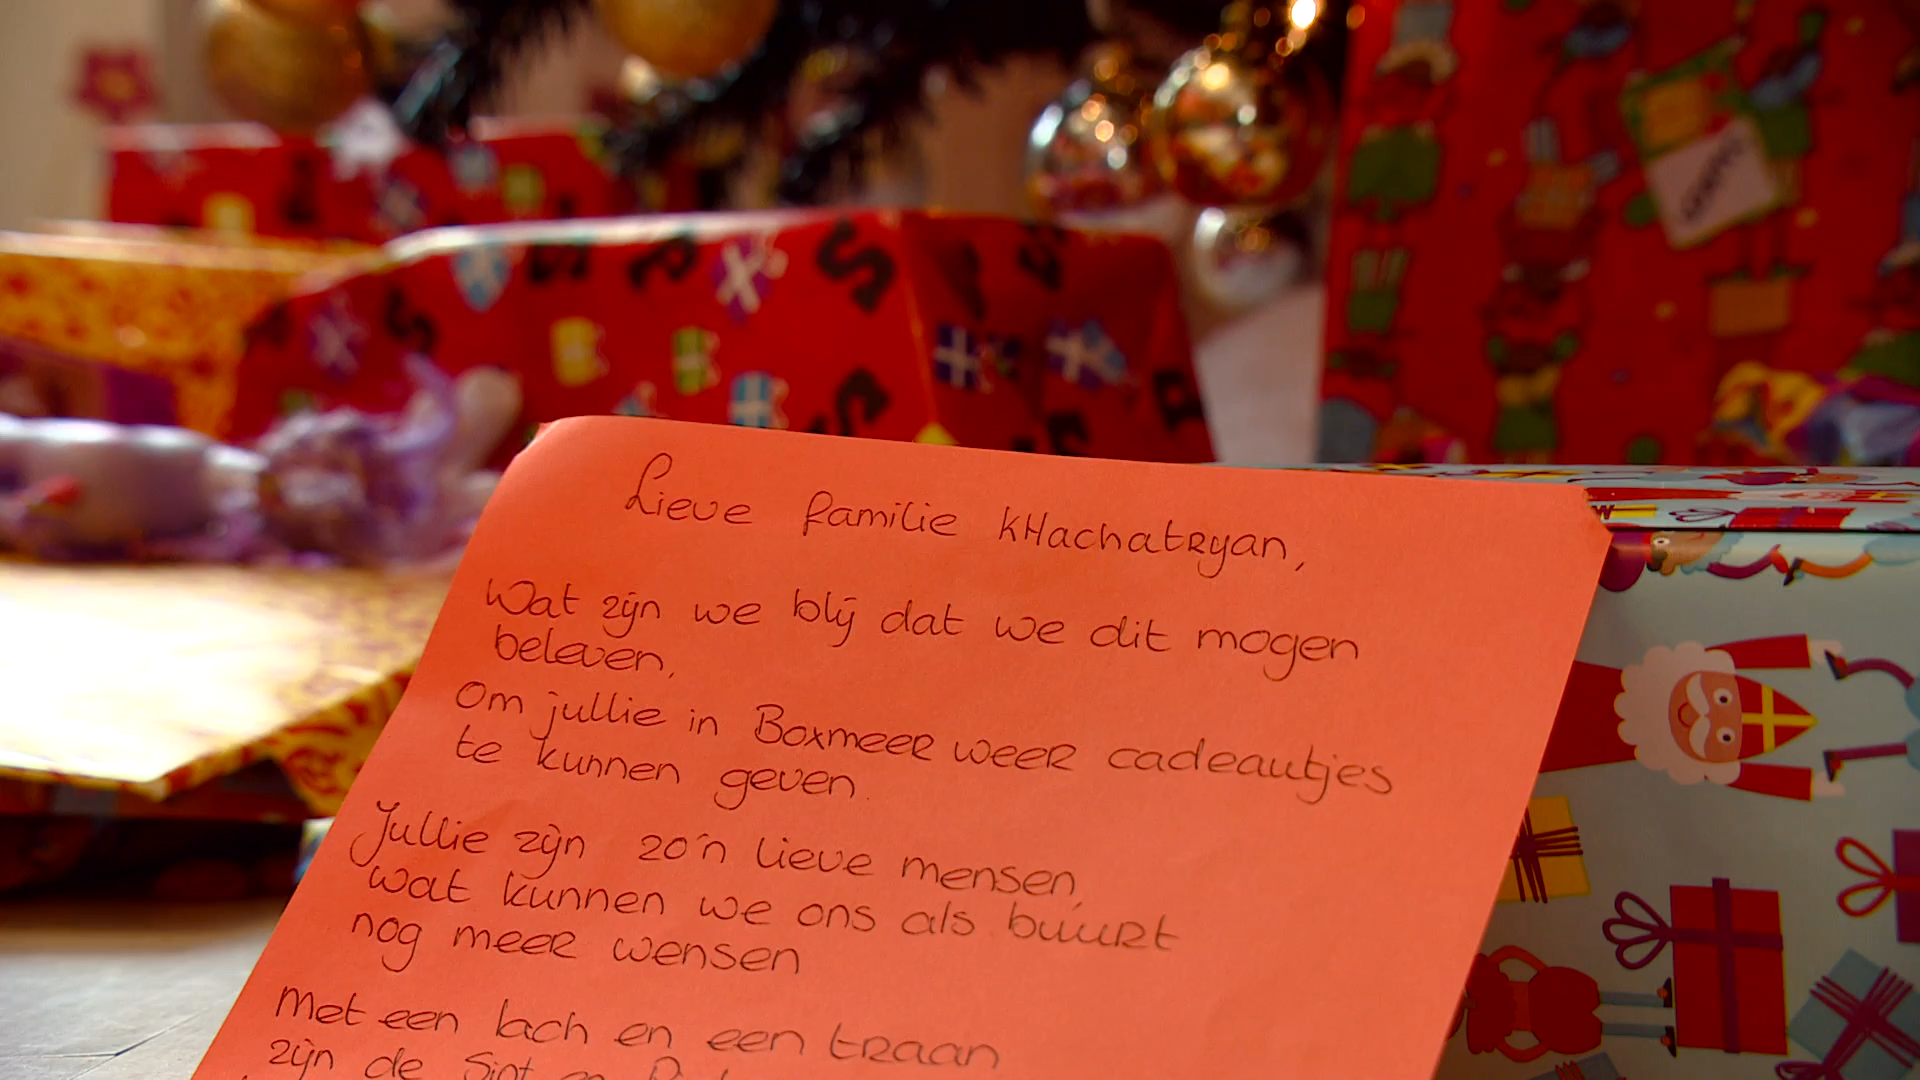 Lieve familie kHachatRyan,
Wat zijn we blij dat we dit mogen
beleven,
Om jullie in BoxmeeR weeR cadeautjes
te kunnen geven.
Jullie zijn zo'n lieve mensen,
wat kunnen we ons als buuRt
nog meeR wensen
Met een lach en een tRaan
zijn de Sint en